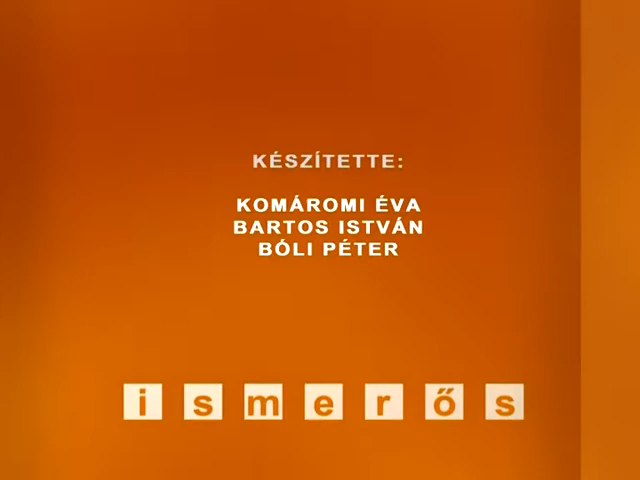 KÉSZÍTETTE:
KOMÁROMI ÉVA
BARTOS ISTVÁN
BÓLI PÉTER
ismerős